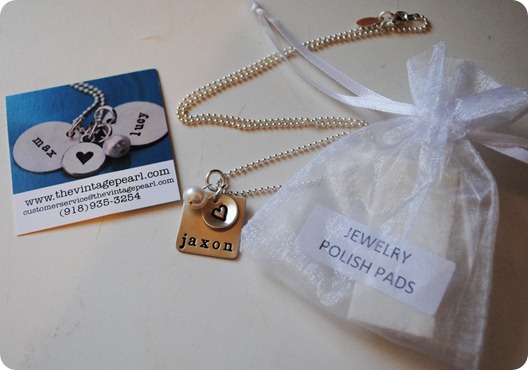 max
lucy
www.thevintagepearl.com
customerservice@thevintagepearl.com
(918)935-3254
jaxon
JEWELRY
POLISH PADS